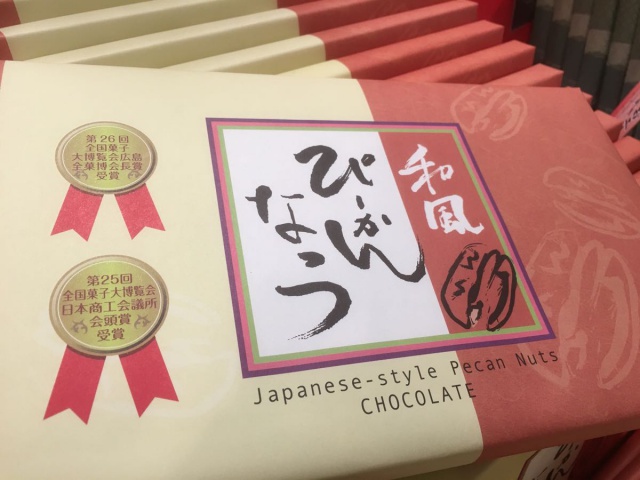 第26回
全国菓子
大博覧会広島
全菓博会長賞
受賞
第25回
全国菓子大博覧会
日本商工会議所
会頭賞
受賞
和風
ぴーかん
なっつ
Japanese-style Pecan Nuts
CHOCOLATE